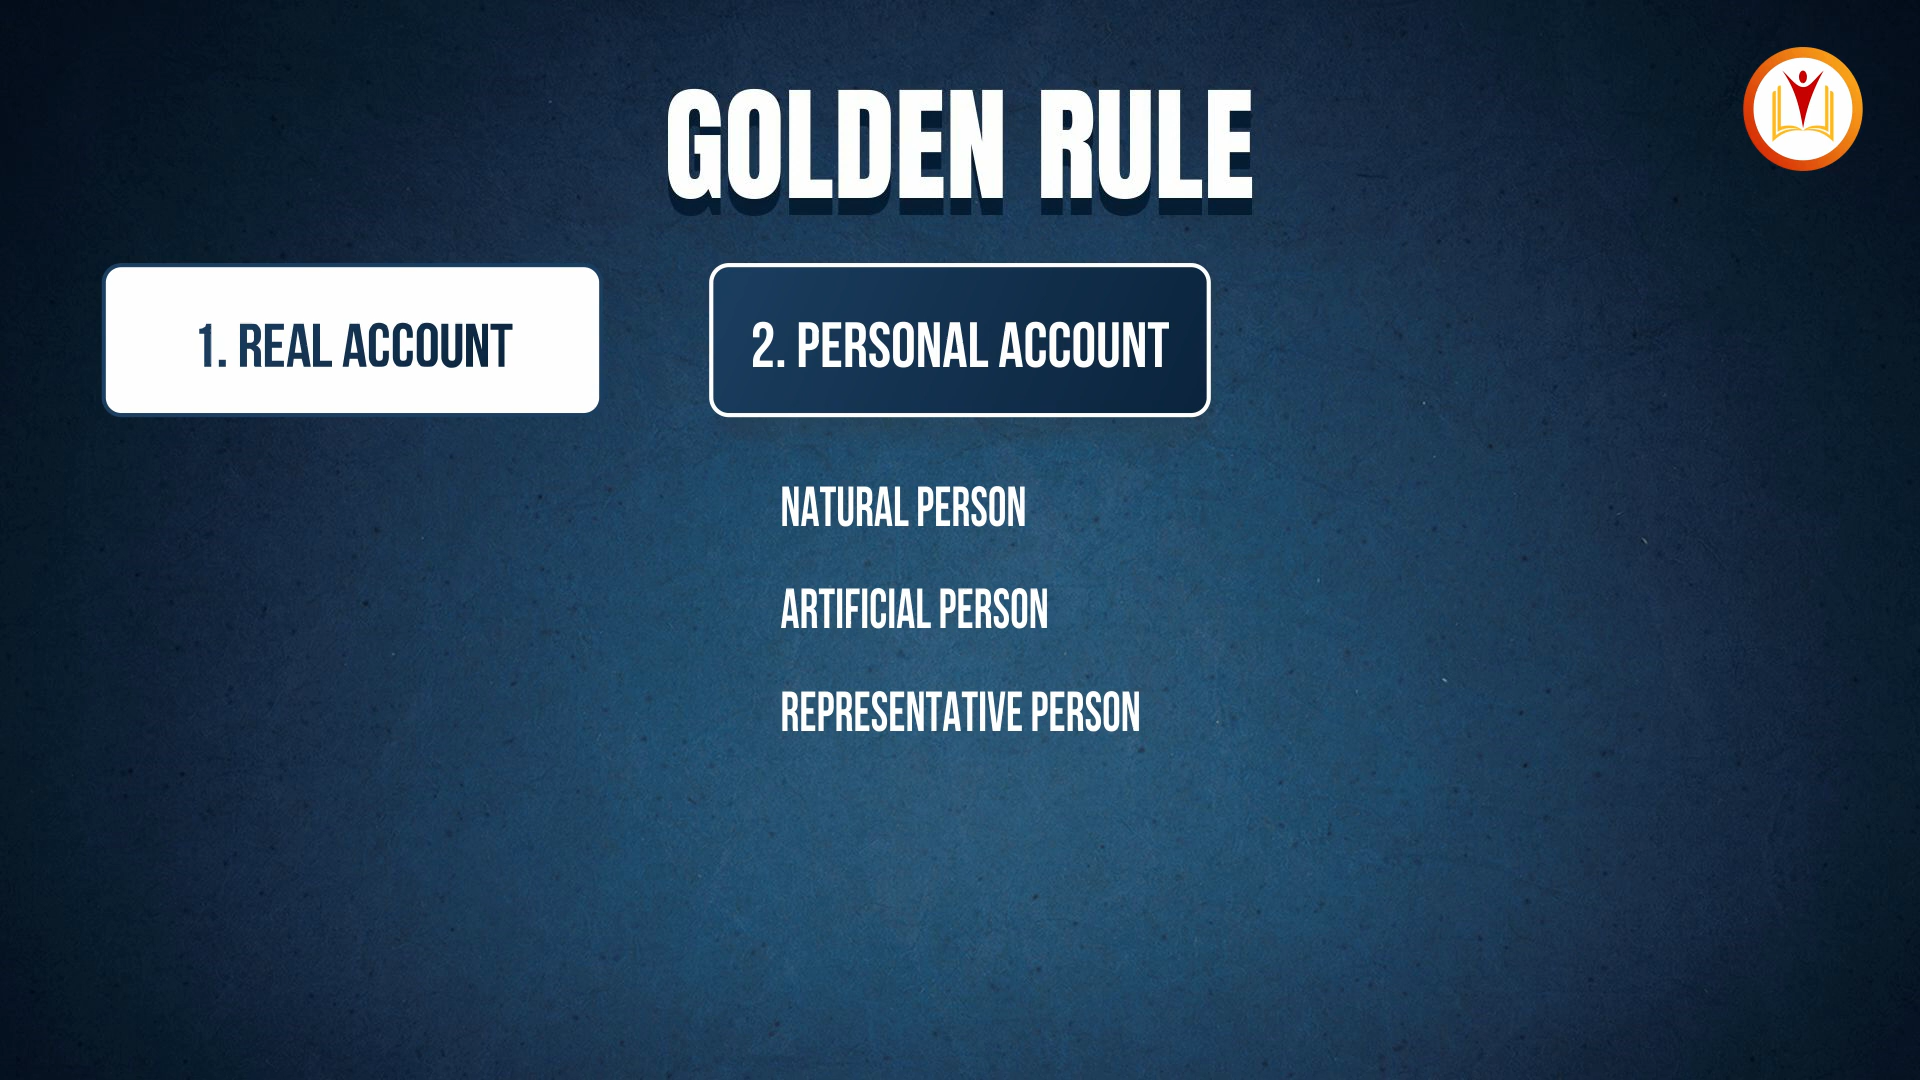 GOLDEN RULE
1. REAL ACCOUNT
2. PERSONAL ACCOUNT
NATURAL PERSON
ARTIFICIAL PERSON
REPRESENTATIVE PERSON